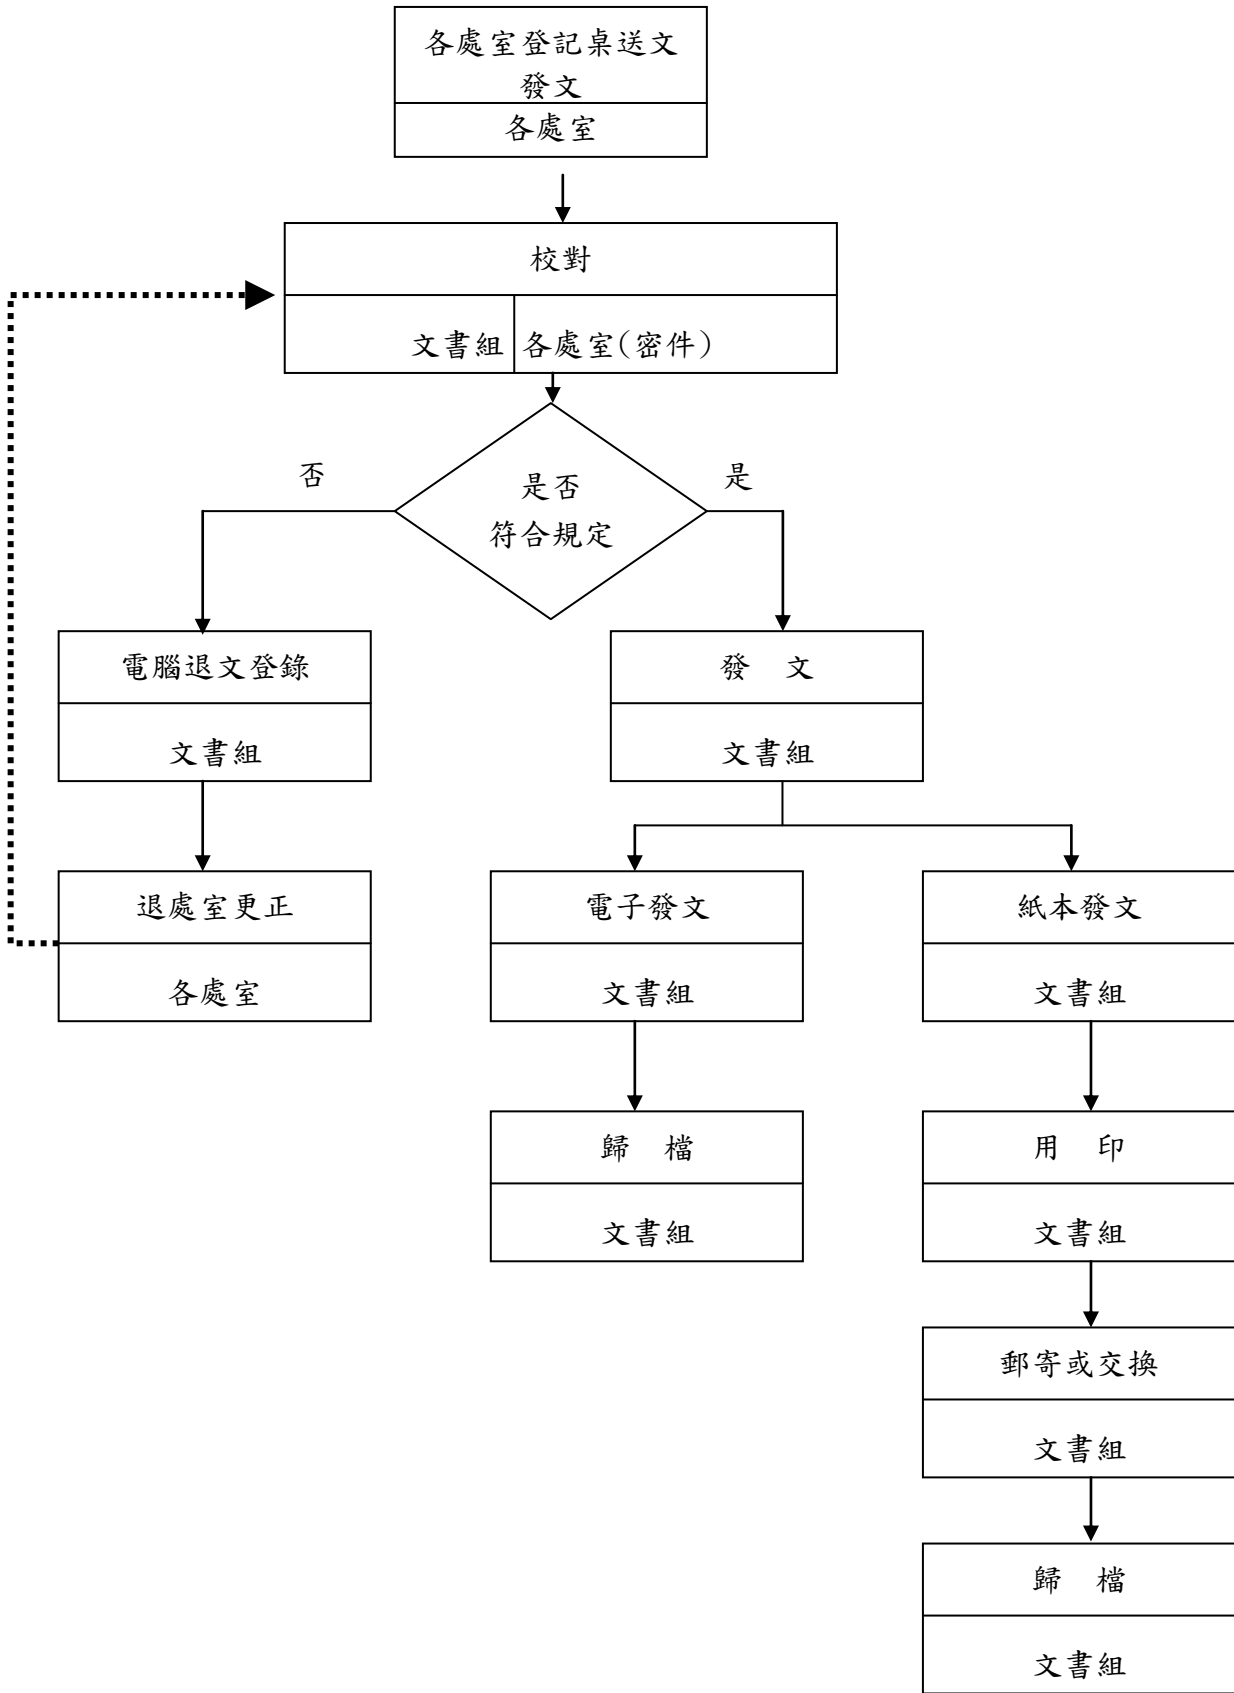 各處室登記桌送文
發文
各處室
校對
文書組 各處室(密件)
否
是
是否
符合規定
電腦退文登錄
文書組
發　文
文書組
退處室更正
各處室
電子發文
文書組
紙本發文
文書組
歸　檔
文書組
用　印
文書組
郵寄或交換
文書組
歸　檔
文書組